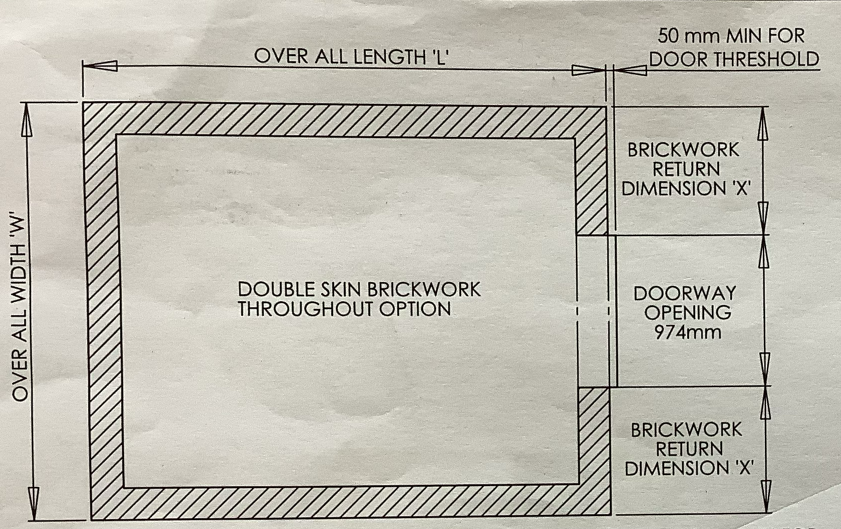 50 mm MIN FOR
DOOR THRESHOLD
OVER ALL LENGTH 'L'
BRICKWORK
RETURN
DIMENSION 'X'
OVER ALL WIDTH 'W'
DOUBLE SKIN BRICKWORK
THROUGHOUT OPTION
DOORWAY
OPENING
974mm
BRICKWORK
RETURN
DIMENSION 'X'